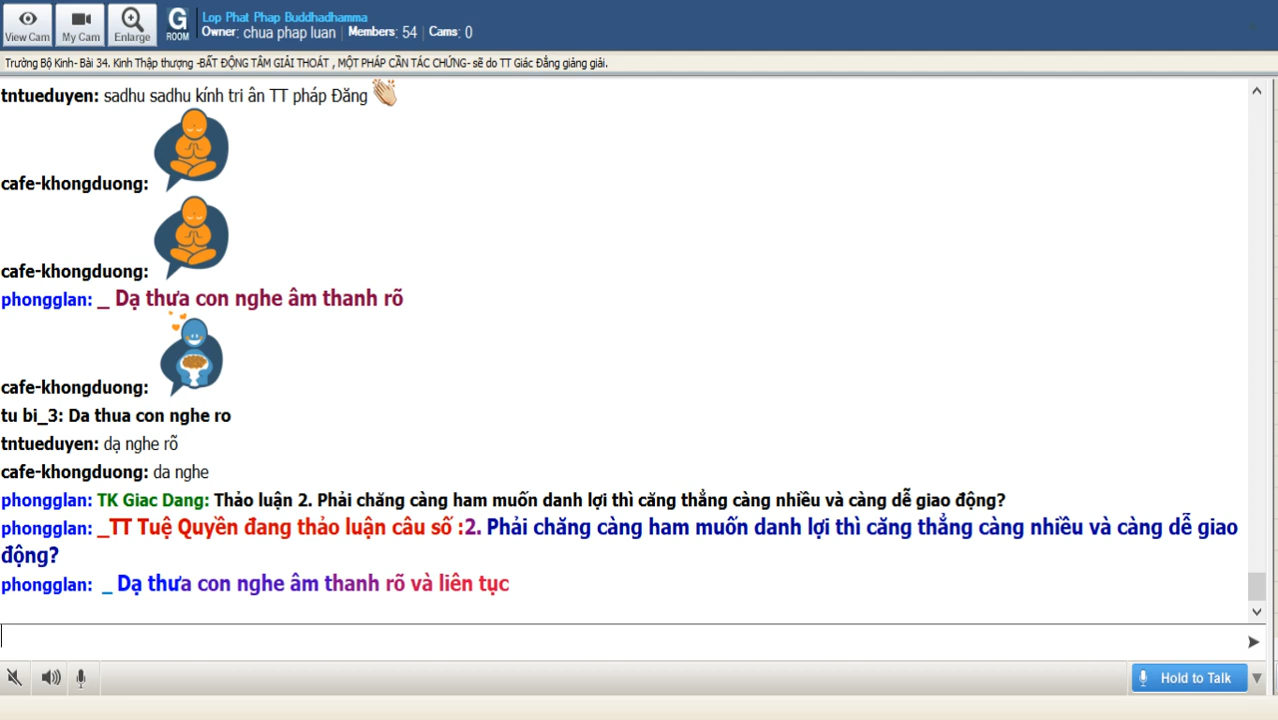 View Cam
My Cam
Enlarge
G
ROOM
Lop Phat Phap Buddhadhamma
Owner: chua phap luan | Members: 54 | Cams: 0
Trường Bộ Kinh- Bài 34. Kinh Thập thượng -BẤT ĐỘNG TÂM GIẢI THOÁT , MỘT PHÁP CẦN TÁC CHỨNG- sẽ do TT Giác Đẳng giảng giải.
tntueduyen: sadhu sadhu kính tri ân TT pháp Đăng
cafe-khongduong:
cafe-khongduong:
phongglan: _ Dạ thưa con nghe âm thanh rõ
cafe-khongduong:
tu bi_3: Da thua con nghe ro
tntueduyen: dạ nghe rõ
cafe-khongduong: da nghe
phongglan: TK Giac Dang: Thảo luận 2. Phải chăng càng ham muốn danh lợi thì căng thẳng càng nhiều và càng dễ giao động?
phongglan: _TT Tuệ Quyền đang thảo luận câu số :2. Phải chăng càng ham muốn danh lợi thì căng thẳng càng nhiều và càng dễ giao
động?
phongglan: _ Dạ thưa con nghe âm thanh rõ và liên tục
Hold to Talk